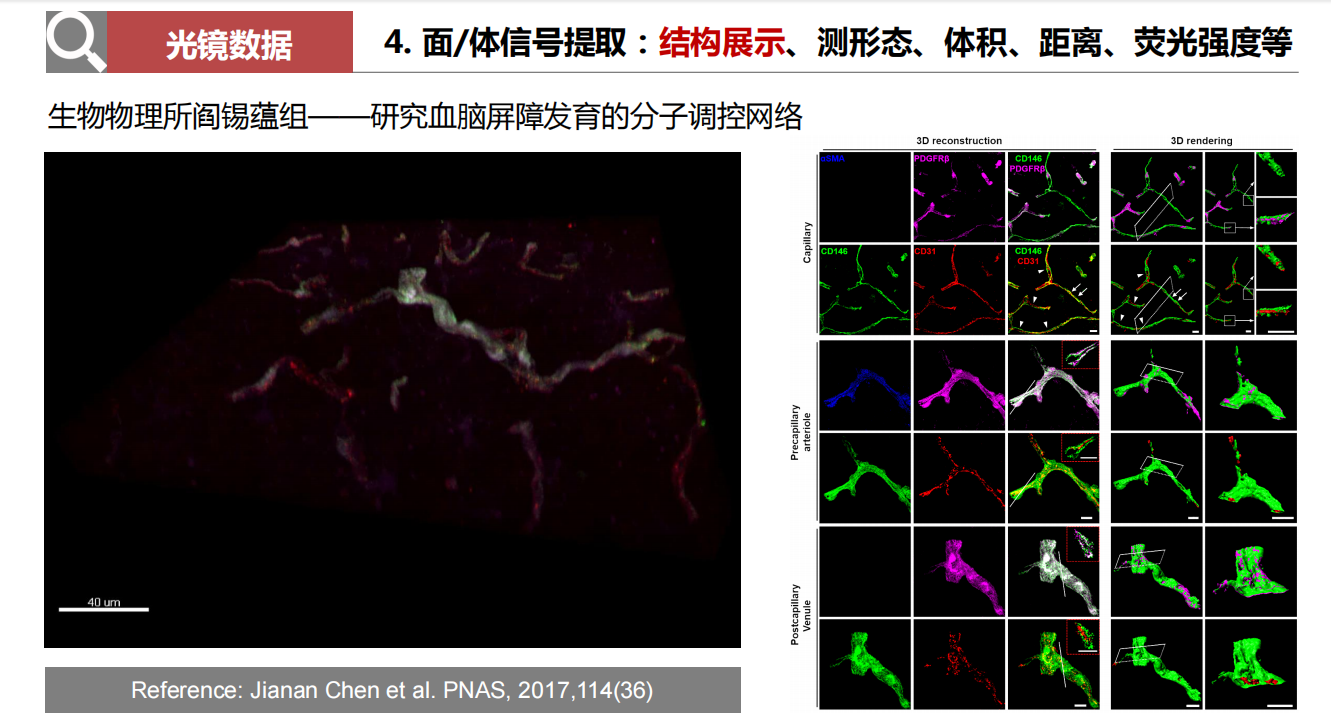 光镜数据
4. 面/体信号提取：结构展示、测形态、体积、距离、荧光强度等
生物物理所阎锡蕴组——研究血脑屏障发育的分子调控网络
40 um
Reference: Jianan Chen et al. PNAS, 2017,114(36)
3D reconstruction
3D rendering
Capillary
αSMA
PDGFRβ
CD146
PDGFRβ
CD146
CD31
CD146
CD31
Precapillary
arteriole
Postcapillary
Venule